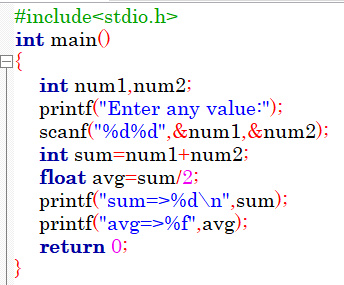 #include<stdio.h>
int main()
{
int num1,num2;
printf("Enter any value:");
scanf("%d%d",&num1,&num2);
int sum=num1+num2;
float avg=sum/2;
printf("sum=>%d\n",sum);
printf("avg=>%f",avg);
return 0;
}